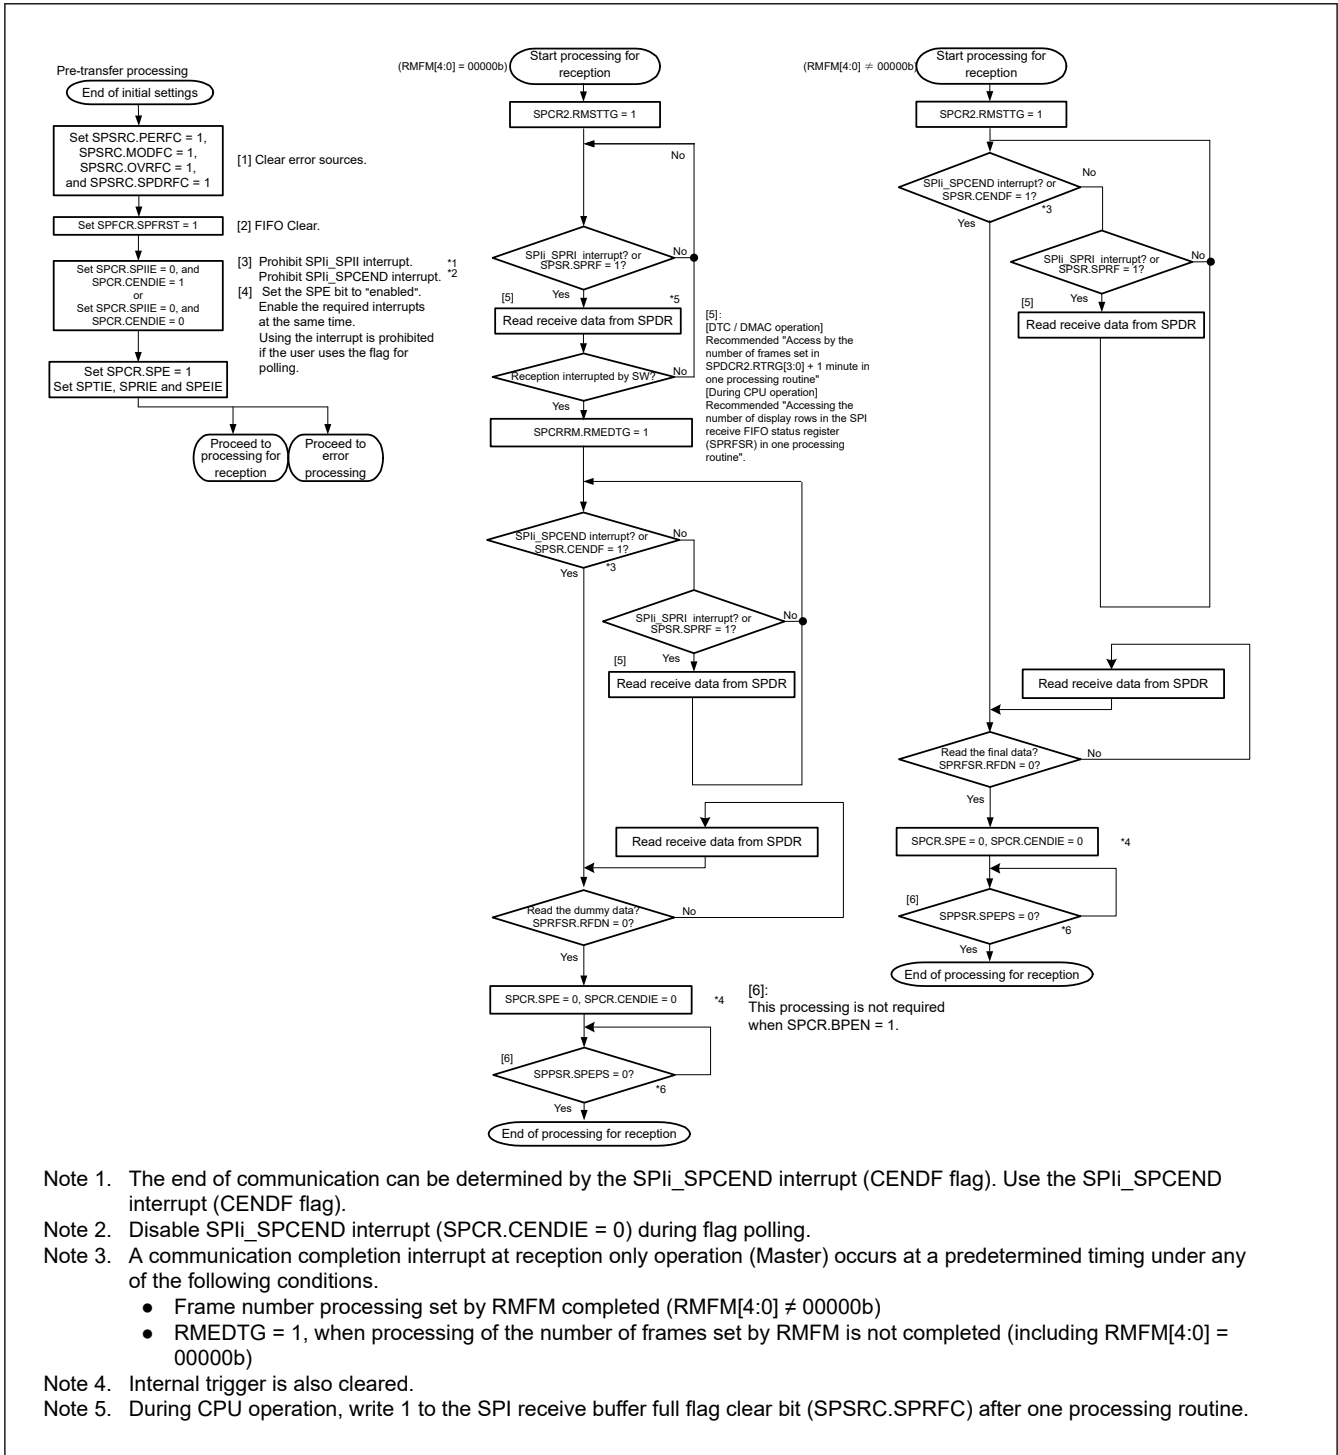 Pre-transfer processing
End of initial settings
Set SPSRC.PERFC = 1,
SPSRC.MODFC = 1,
SPSRC.OVRFC = 1,
and SPSRC.SPDRFC = 1
[1] Clear error sources.
Set SPFCR.SPFRST = 1
[2] FIFO Clear.
Set SPCR.SPIIE = 0, and
SPCR.CENDIE = 1
or
Set SPCR.SPIIE = 0, and
SPCR.CENDIE = 0
[3] Prohibit SPIi_SPII interrupt. *1
Prohibit SPIi_SPCEND interrupt. *2
[4] Set the SPE bit to "enabled".
Enable the required interrupts
at the same time.
Using the interrupt is prohibited
if the user uses the flag for
polling.
Set SPCR.SPE = 1
Set SPTIE, SPRIE and SPEIE
Proceed to
processing for
reception
Proceed to
error
processing
(RMFM[4:0] = 00000b)
Start processing for
reception
SPCR2.RMSTTG = 1
No
SPIi_SPRI interrupt? or
SPSR.SPRF = 1?
No
Yes
[5]
*5
Read receive data from SPDR
Reception interrupted by SW?
No
Yes
SPCRRM.RMEDTG = 1
[5]:
[DTC / DMAC operation]
Recommended "Access by the
number of frames set in
SPDCR2.RTRG[3:0] + 1 minute in
one processing routine"
[During CPU operation]
Recommended "Accessing the
number of display rows in the SPI
receive FIFO status register
(SPRFSR) in one processing
routine".
SPIi_SPCEND interrupt? or
SPSR.CENDF = 1?
No
Yes
*3
SPIi_SPRI interrupt? or
SPSR.SPRF = 1?
No
Yes
[5]
Read receive data from SPDR
Read receive data from SPDR
Read the dummy data?
SPRFSR.RFDN = 0?
No
Yes
SPCR.SPE = 0, SPCR.CENDIE = 0
*4
[6]:
This processing is not required
when SPCR.BPEN = 1.
[6]
SPPSR.SPEPS = 0?
*6
Yes
End of processing for reception
(RMFM[4:0] ≠ 00000b)
Start processing for
reception
SPCR2.RMSTTG = 1
SPIi_SPCEND interrupt? or
SPSR.CENDF = 1?
No
*3
Yes
SPIi_SPRI interrupt? or
SPSR.SPRF = 1?
No
Yes
[5]
Read receive data from SPDR
Read receive data from SPDR
Read the final data?
SPRFSR.RFDN = 0?
No
Yes
SPCR.SPE = 0, SPCR.CENDIE = 0
*4
[6]
SPPSR.SPEPS = 0?
*6
Yes
End of processing for reception
Note 1. The end of communication can be determined by the SPIi_SPCEND interrupt (CENDF flag). Use the SPIi_SPCEND
interrupt (CENDF flag).
Note 2. Disable SPIi_SPCEND interrupt (SPCR.CENDIE = 0) during flag polling.
Note 3. A communication completion interrupt at reception only operation (Master) occurs at a predetermined timing under any
of the following conditions.
● Frame number processing set by RMFM completed (RMFM[4:0] ≠ 00000b)
● RMEDTG = 1, when processing of the number of frames set by RMFM is not completed (including RMFM[4:0] =
00000b)
Note 4. Internal trigger is also cleared.
Note 5. During CPU operation, write 1 to the SPI receive buffer full flag clear bit (SPSRC.SPRFC) after one processing routine.